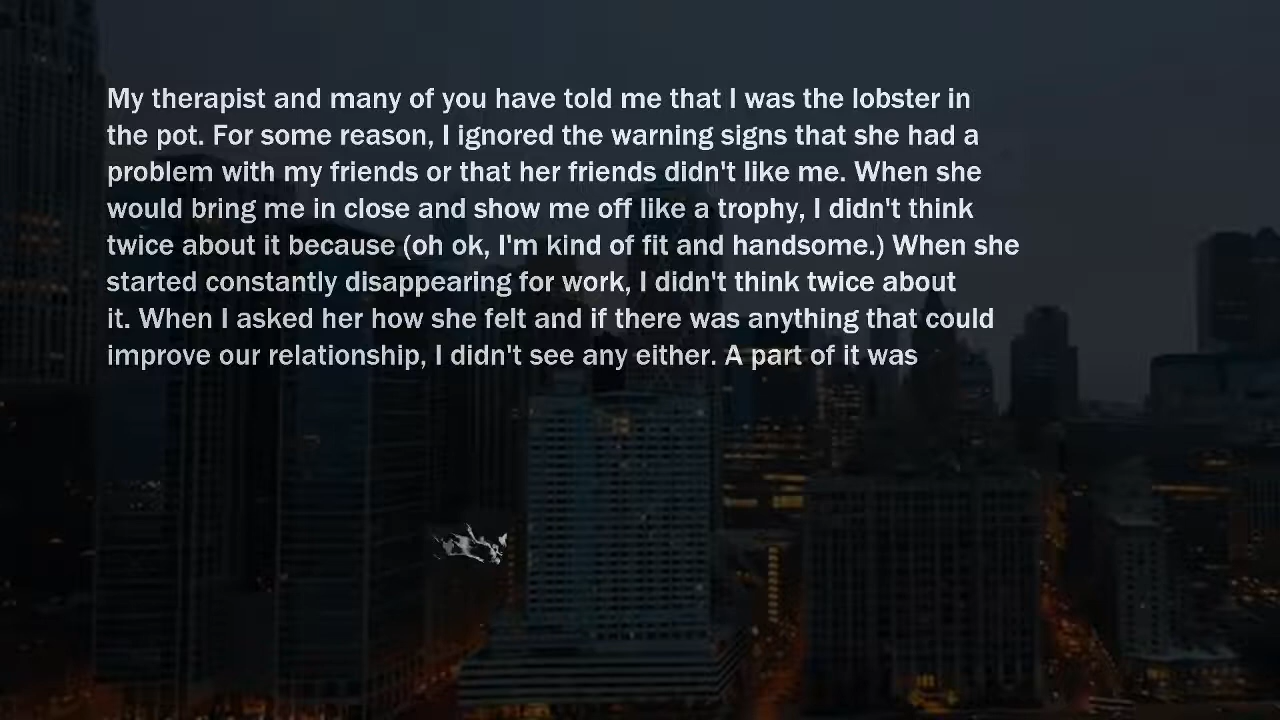 My therapist and many of you have told me that I was the lobster in
the pot. For some reason, I ignored the warning signs that she had a
problem with my friends or that her friends didn't like me. When she
would bring me in close and show me off like a trophy, I didn't think
twice about it because (oh ok, I'm kind of fit and handsome.) When she
started constantly disappearing for work, I didn't think twice about
it. When I asked her how she felt and if there was anything that could
improve our relationship, I didn't see any either. A part of it was